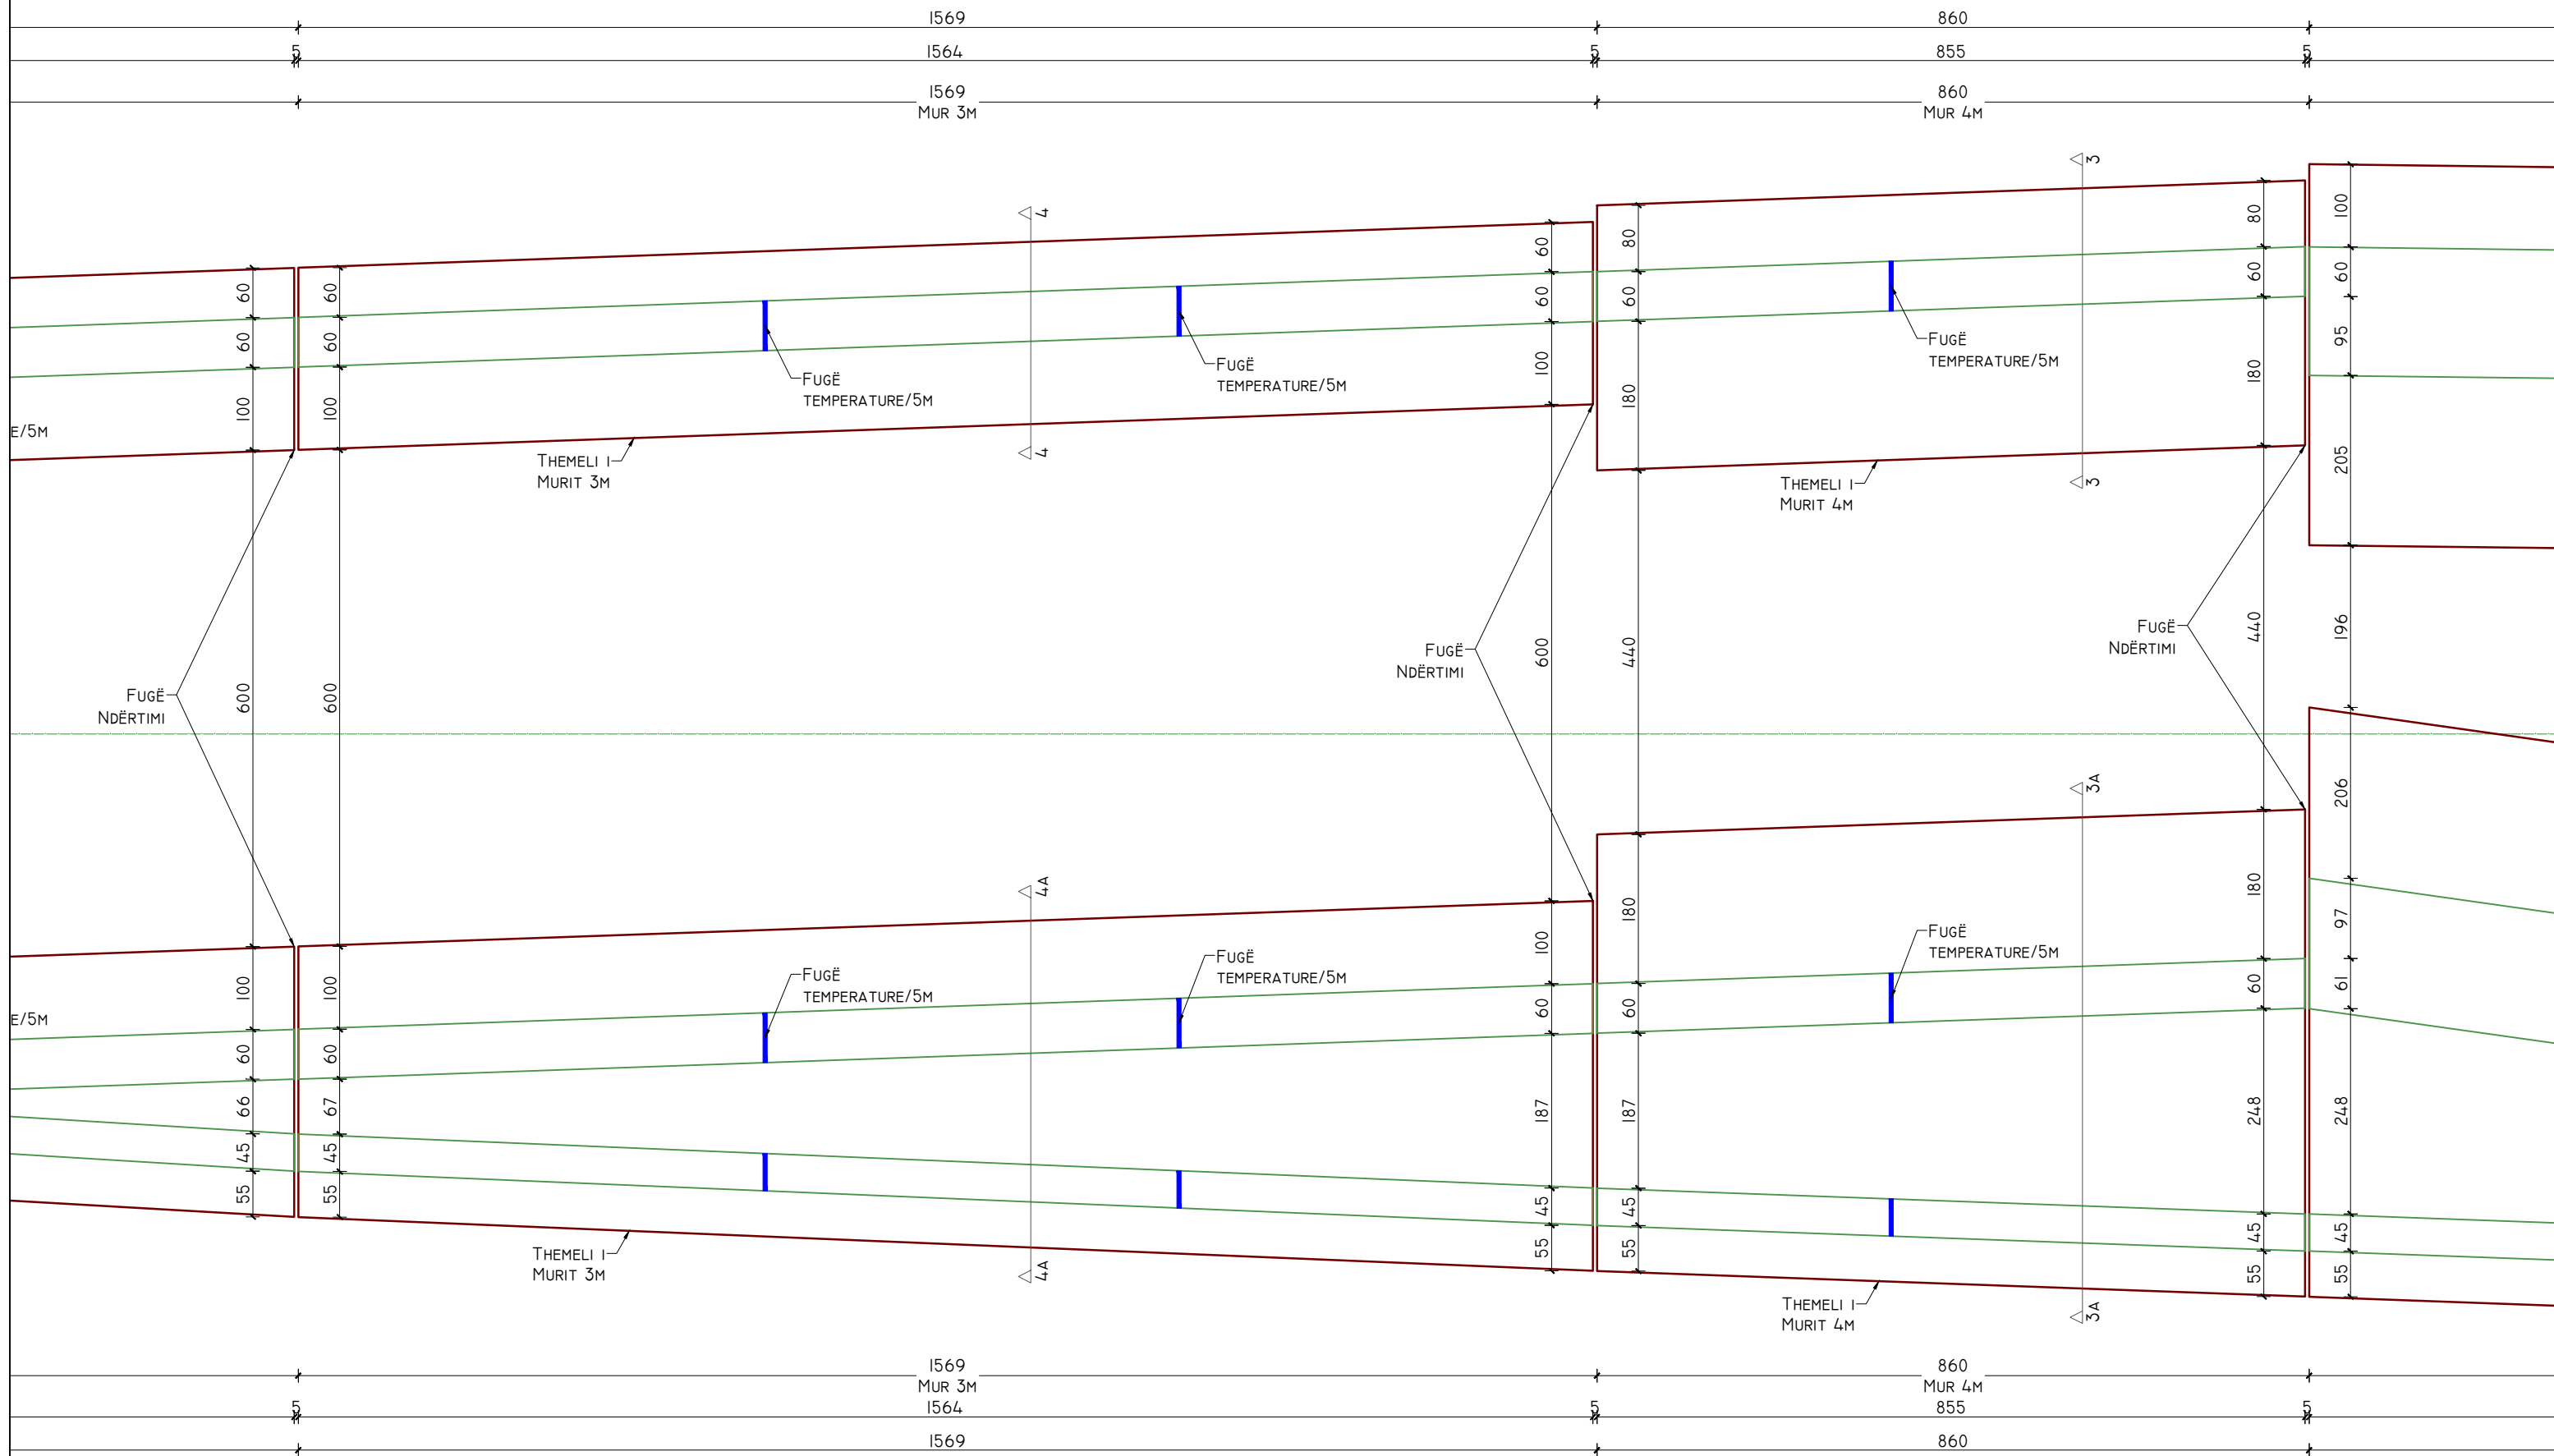 1569
860
5
1564
5
855
5
1569
MUR 3M
860
MUR 4M
3
4
80
100
60
80
60
60
60
60
60
60
60
60
95
FUGË
TEMPERATURE/5M
FUGË
TEMPERATURE/5M
FUGË
TEMPERATURE/5M
100
100
100
180
180
E/5M
4
THEMELI I
MURIT 3M
205
3
THEMELI I
MURIT 4M
FUGË
NDËRTIMI
600
600
FUGË
NDËRTIMI
600
440
FUGË
NDËRTIMI
440
196
3A
206
4A
180
180
FUGË
TEMPERATURE/5M
FUGË
TEMPERATURE/5M
FUGË
TEMPERATURE/5M
100
100
100
97
E/5M
60
60
60
60
60
61
66
67
187
187
248
248
45
45
45
45
45
45
55
55
55
55
55
55
THEMELI I
MURIT 3M
4A
THEMELI I
MURIT 4M
3A
1569
MUR 3M
860
MUR 4M
5
1564
5
855
5
1569
860